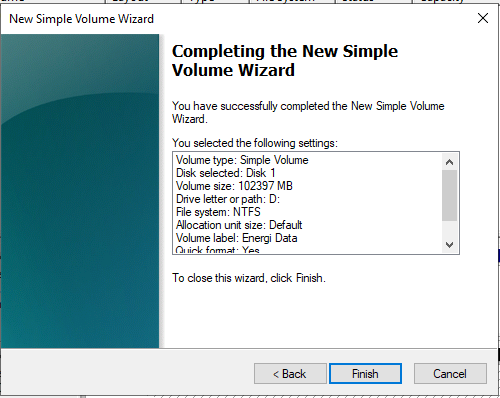 New Simple Volume Wizard
Completing the New Simple
Volume Wizard
You have successfully completed the New Simple Volume
Wizard.
You selected the following settings:
Volume type: Simple Volume
Disk selected: Disk 1
Volume size: 102397 MB
Drive letter or path: D:
File system: NTFS
Allocation unit size: Default
Volume label: Energi Data
Quick format: Yes
To close this wizard, click Finish.
< Back
Finish
Cancel